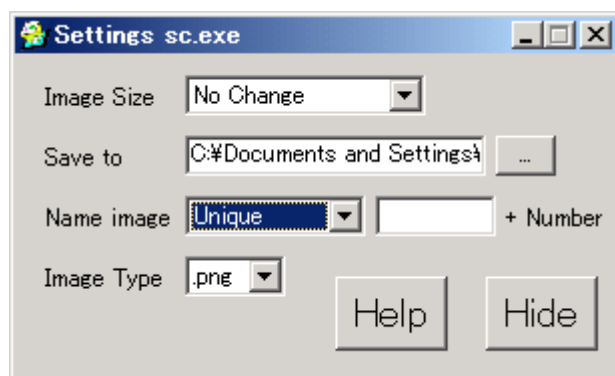 Settings sc.exe
Image Size No Change
Save to C:¥Documents and Settings¥ ...
Name image Unique + Number
Image Type .png
Help Hide